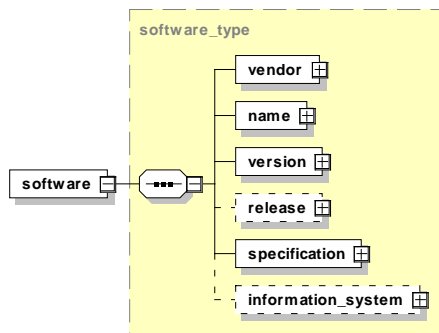 software_type
vendor
name
version
software
release
specification
information_system